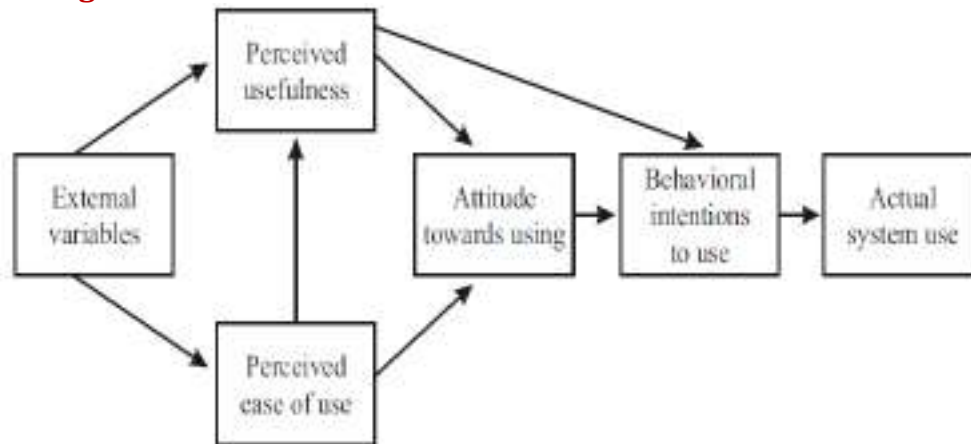 Perceived
usefulness
External
variables
Attitude
towards using
Behavioral
intentions
to use
Actual
system use
Perceived
ease of use